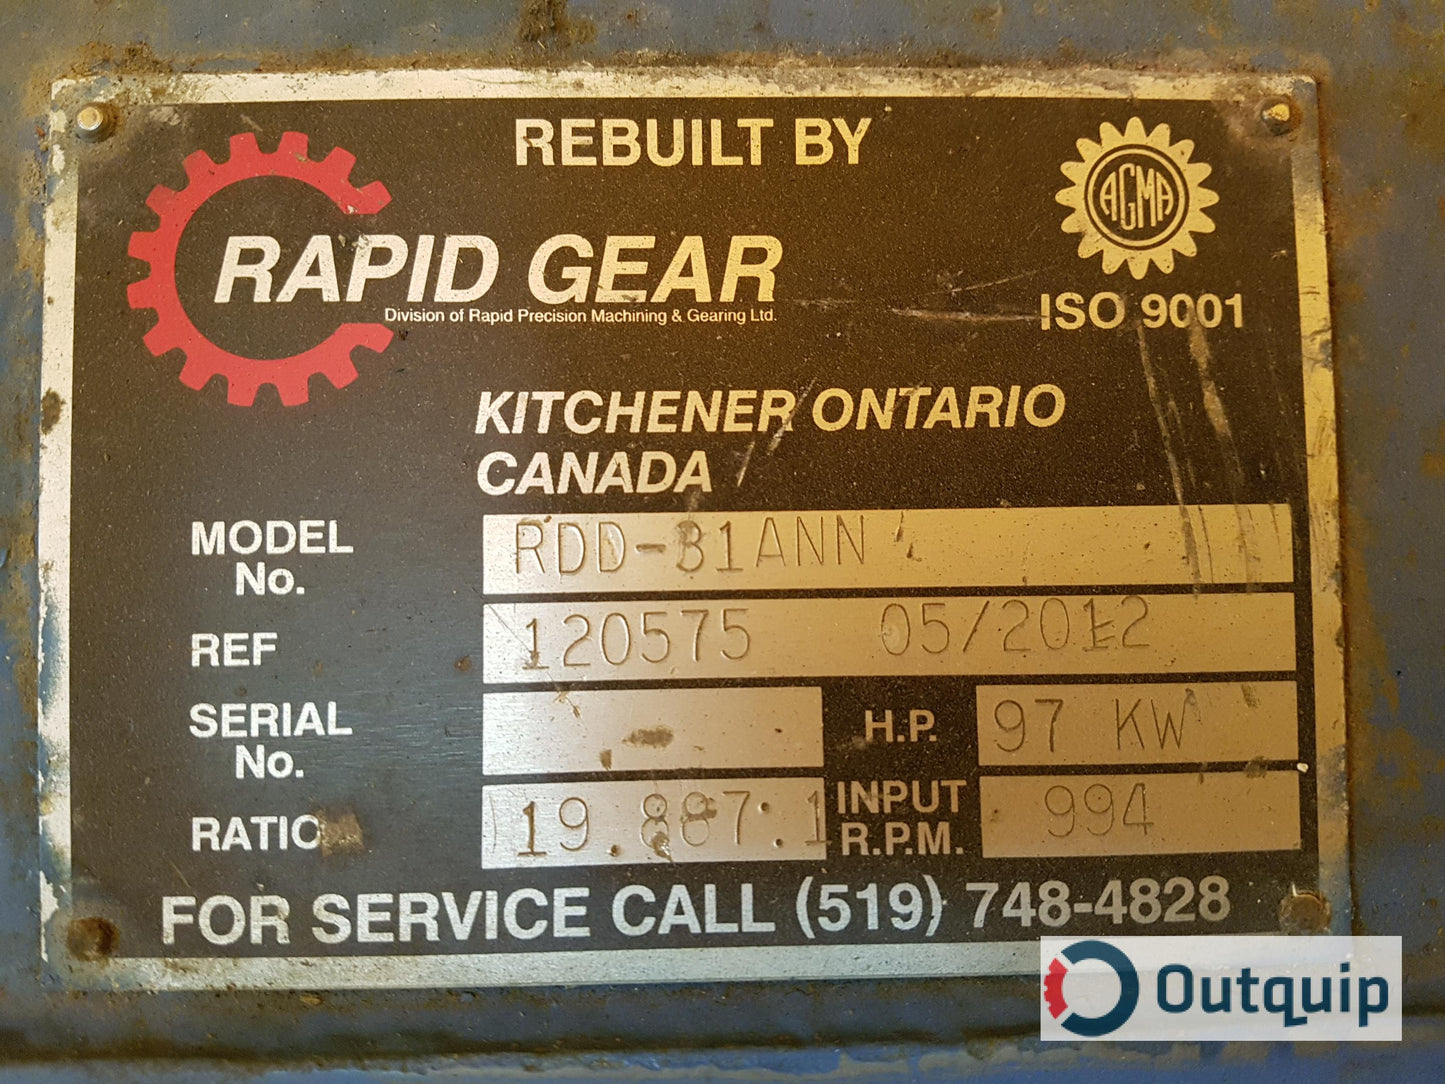 REBUILT BY
AGMA
RAPID GEAR
Division of Rapid Precision Machining & Gearing Ltd.
ISO 9001
KITCHENER ONTARIO
CANADA
MODEL No. RDD-81ANN
REF 120575 05/2012
SERIAL No.
H.P. 97 KW
RATIO 19.887:1
INPUT R.P.M. 994
FOR SERVICE CALL (519) 748-4828
Outquip